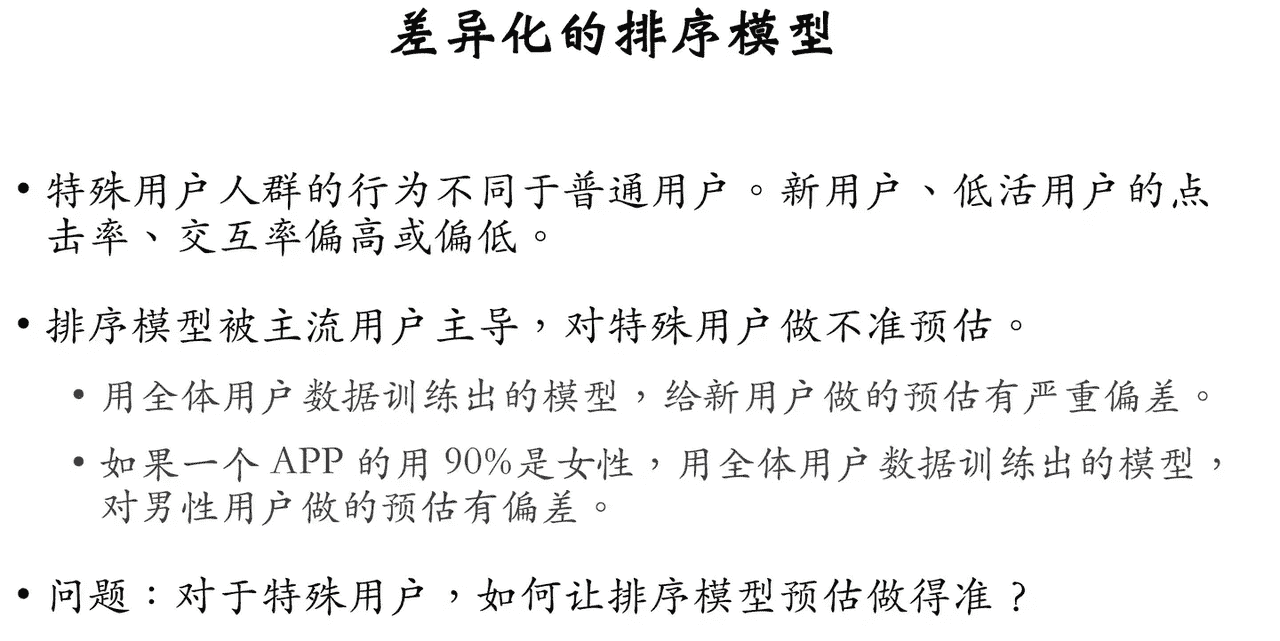 差异化的排序模型
• 特殊用户人群的行为不同于普通用户。新用户、低活用户的点
击率、交互率偏高或偏低。
• 排序模型被主流用户主导，对特殊用户做不准预估。
• 用全体用户数据训练出的模型，给新用户做的预估有严重偏差。
• 如果一个 APP 的用 90%是女性，用全体用户数据训练出的模型，
对男性用户做的预估有偏差。
• 问题：对于特殊用户，如何让排序模型预估做得准？